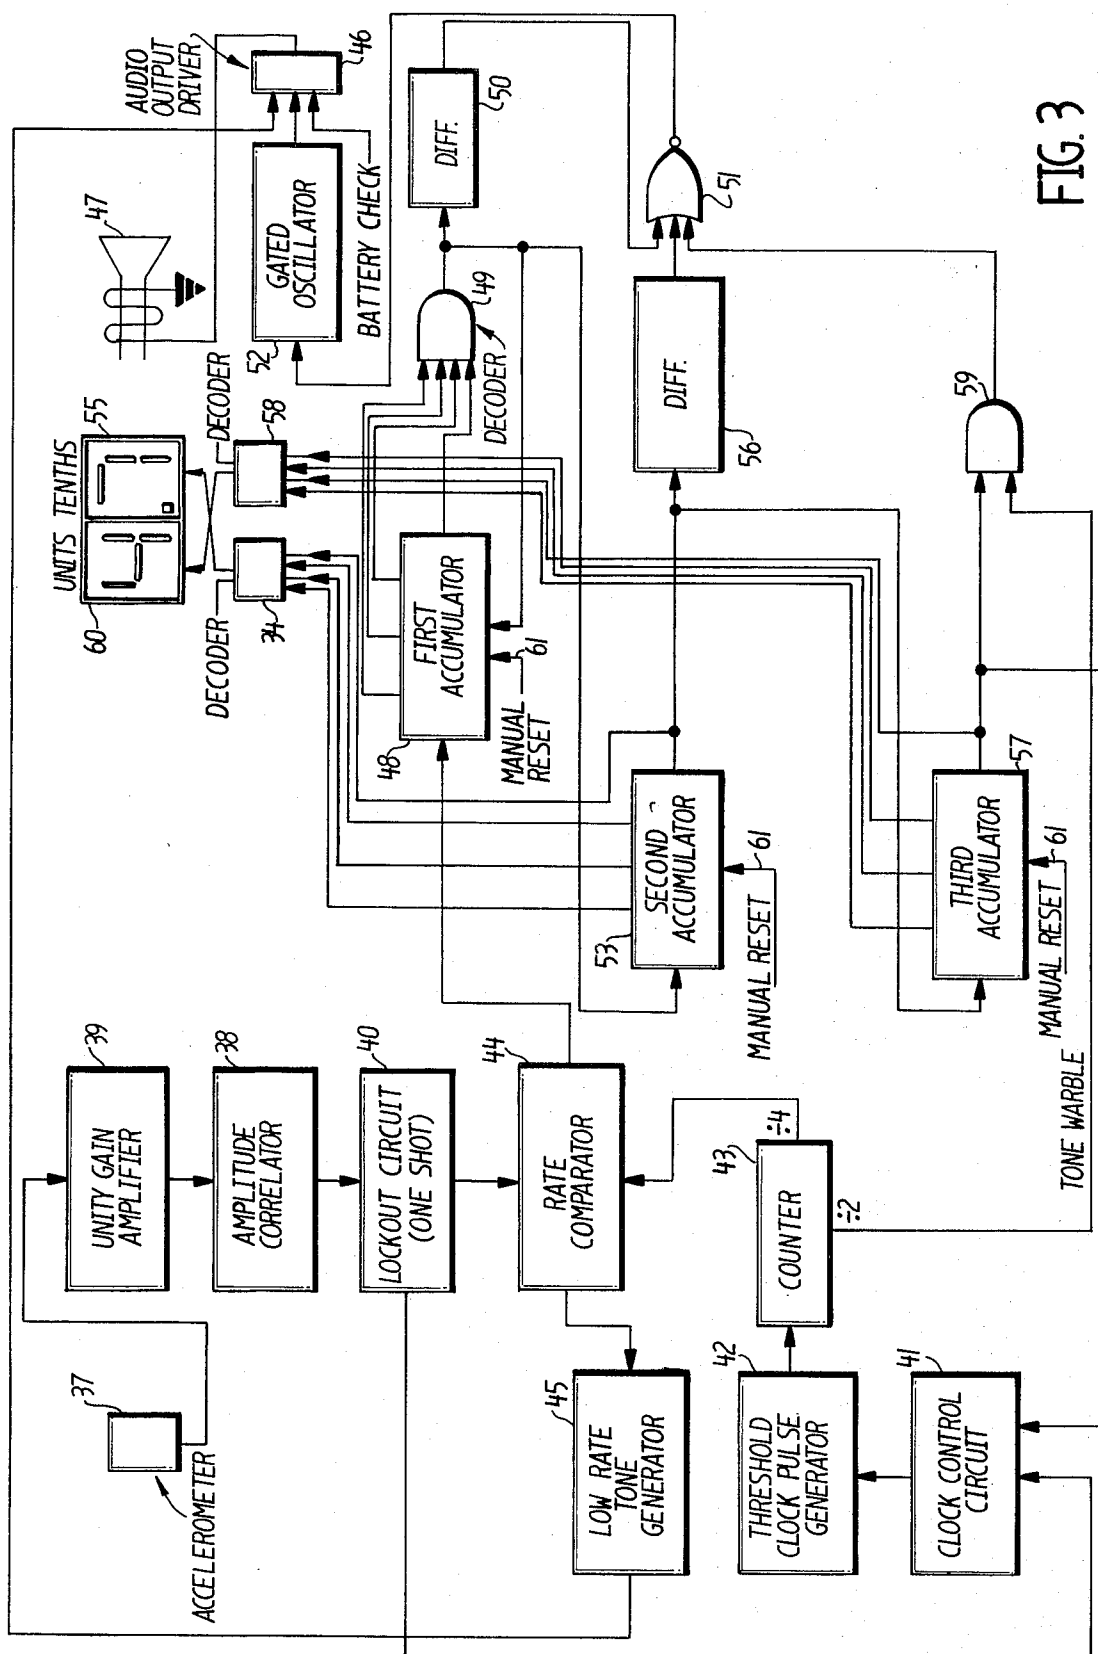 37
ACCELEROMETER
39
UNITY GAIN
AMPLIFIER
38
AMPLITUDE
CORRELATOR
40
LOCKOUT CIRCUIT
(ONE SHOT)
44
RATE
COMPARATOR
45
LOW RATE
TONE
GENERATOR
42
THRESHOLD
CLOCK PULSE
GENERATOR
43
COUNTER
÷4
÷2
41
CLOCK CONTROL
CIRCUIT
UNITS TENTHS
60
55
DECODER
34
DECODER
58
47
AUDIO
OUTPUT
DRIVER
46
52
GATED
OSCILLATOR
BATTERY CHECK
48
FIRST
ACCUMULATOR
MANUAL
RESET
61
49
DECODER
50
DIFF.
51
53
SECOND
ACCUMULATOR
MANUAL RESET
61
56
DIFF.
57
THIRD
ACCUMULATOR
MANUAL RESET
61
59
TONE WARBLE
FIG. 3